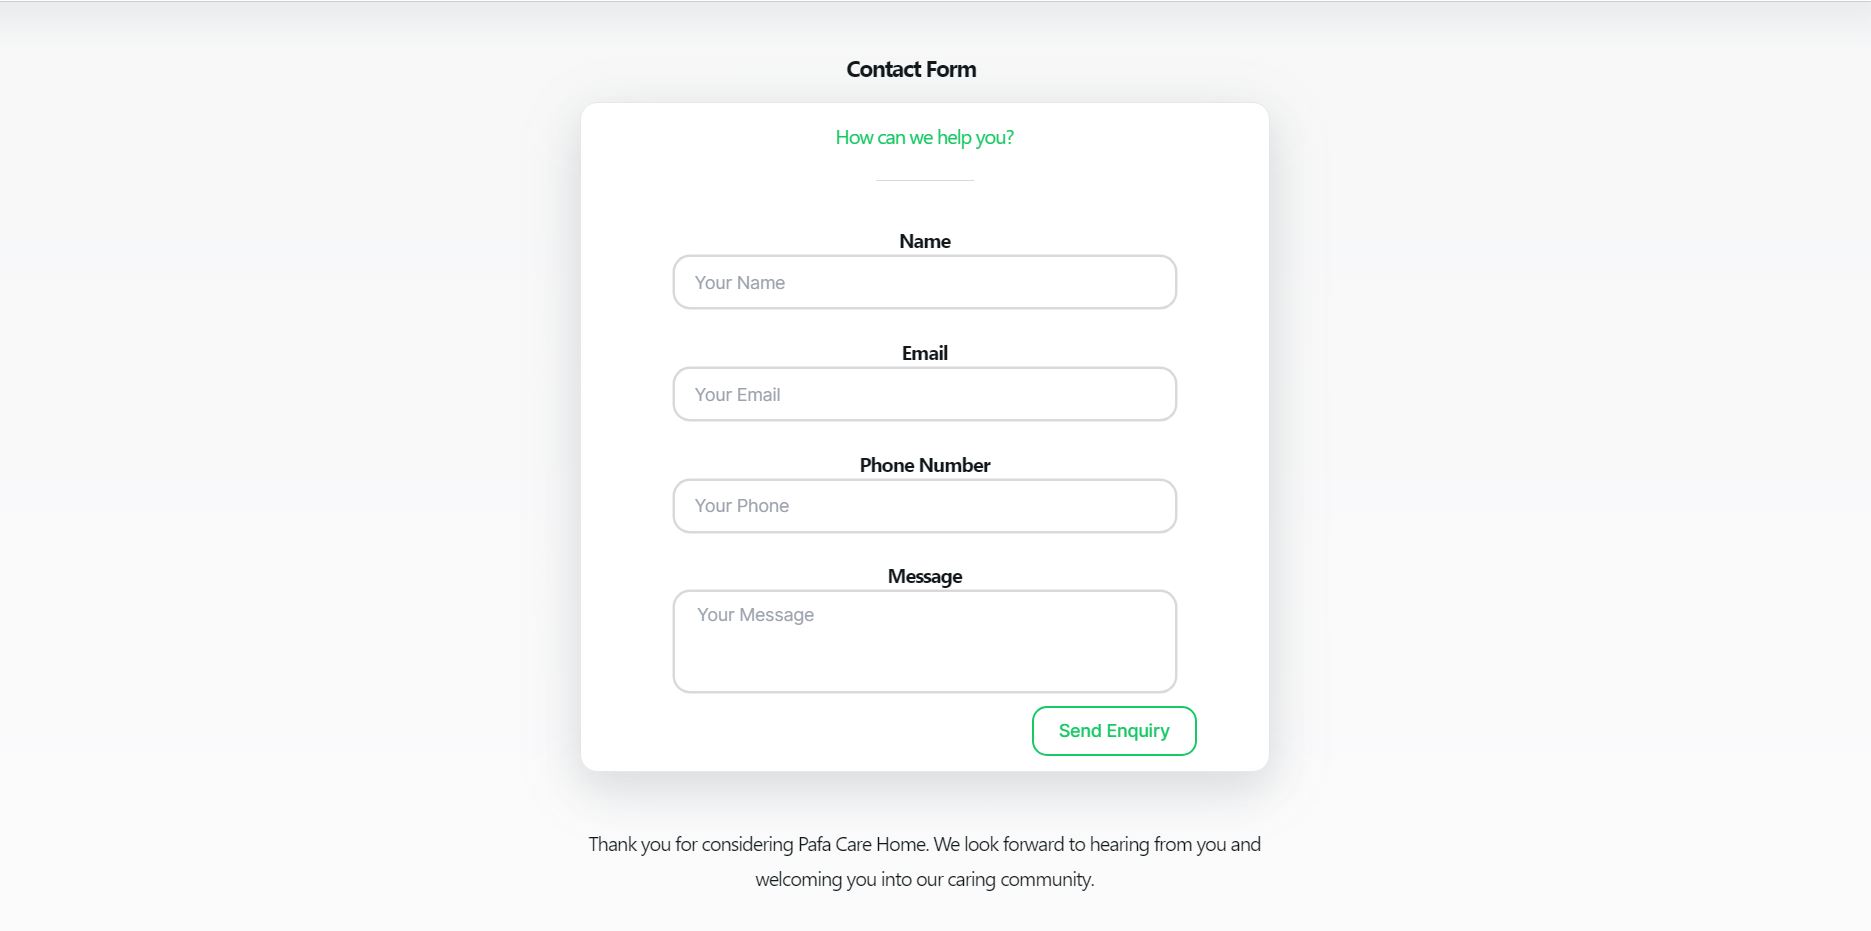 Contact Form
How can we help you?
Name
Your Name
Email
Your Email
Phone Number
Your Phone
Message
Your Message
Send Enquiry
Thank you for considering Pafa Care Home. We look forward to hearing from you and
welcoming you into our caring community.